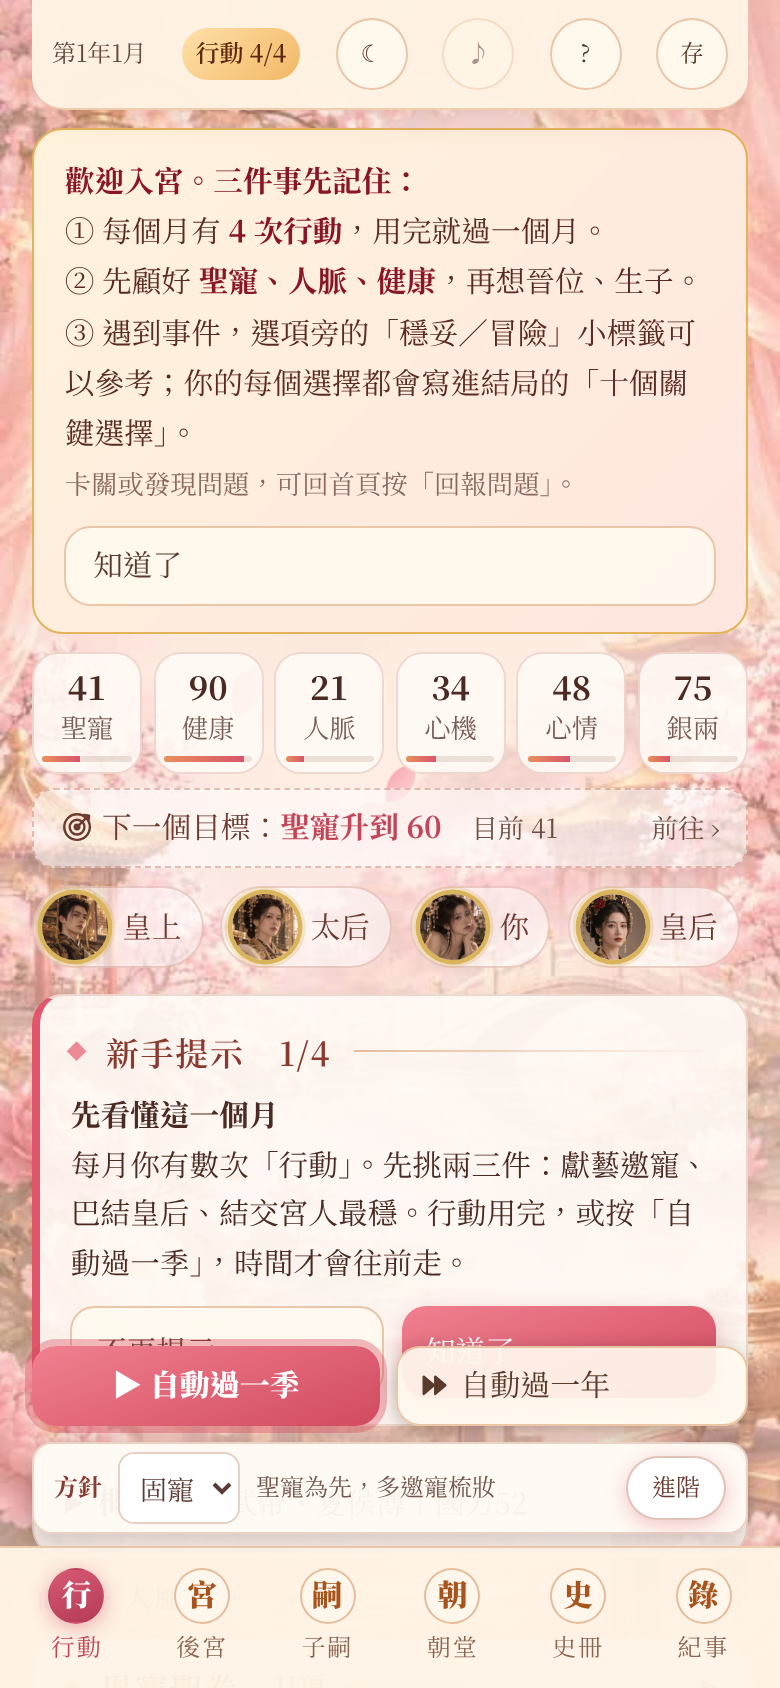 第1年1月 行動 4/4 ☾ ♪ ? 存
歡迎入宮。三件事先記住：
① 每個月有 4 次行動，用完就過一個月。
② 先顧好 聖寵、人脈、健康，再想晉位、生子。
③ 遇到事件，選項旁的「穩妥／冒險」小標籤可
以參考；你的每個選擇都會寫進結局的「十個關
鍵選擇」。
卡關或發現問題，可回首頁按「回報問題」。
知道了
41 90 21 34 48 75
聖寵 健康 人脈 心機 心情 銀兩
下一個目標：聖寵升到 60 目前 41 前往 ›
皇上 太后 你 皇后
新手提示 1/4
先看懂這一個月
每月你有數次「行動」。先挑兩三件：獻藝邀寵、
巴結皇后、結交宮人最穩。行動用完，或按「自
動過一季」，時間才會往前走。
知道了
自動過一季 自動過一年
方針 固寵 聖寵為先，多邀寵梳妝 進階
行 宮 嗣 朝 史 錄
行動 後宮 子嗣 朝堂 史冊 紀事